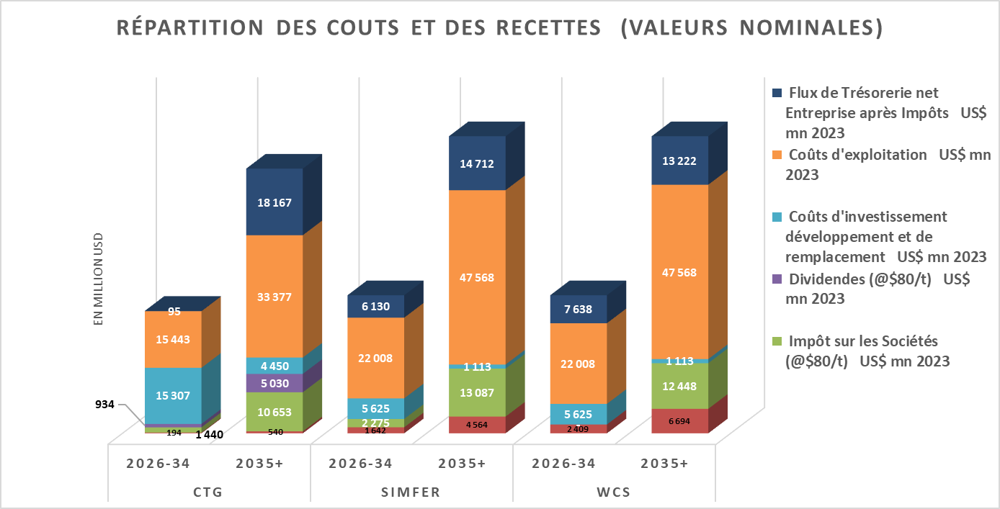 RÉPARTITION DES COUTS ET DES RECETTES (VALEURS NOMINALES)
EN MILLION USD
95
15 443
15 307
934
194
1 440
18 167
33 377
4 450
5 030
10 653
540
6 130
22 008
5 625
2 275
1 642
14 712
47 568
1 113
13 087
4 564
7 638
22 008
5 625
2 409
13 222
47 568
1 113
12 448
6 694
2026-34 2035+ 2026-34 2035+ 2026-34 2035+
CTG SIMFER WCS
Flux de Trésorerie net
Entreprise après Impôts US$
mn 2023
Coûts d'exploitation US$ mn
2023
Coûts d'investissement
développement et de
remplacement US$ mn 2023
Dividendes (@$80/t) US$
mn 2023
Impôt sur les Sociétés
(@$80/t) US$ mn 2023